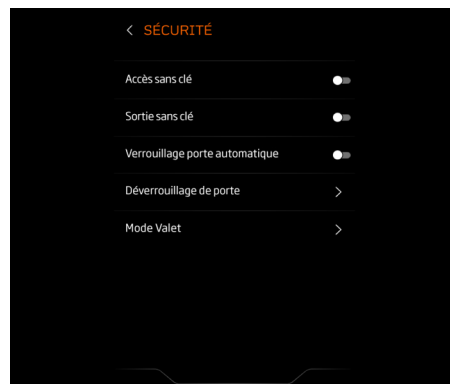 SÉCURITÉ
Accès sans clé
Sortie sans clé
Verrouillage porte automatique
Déverrouillage de porte
Mode Valet